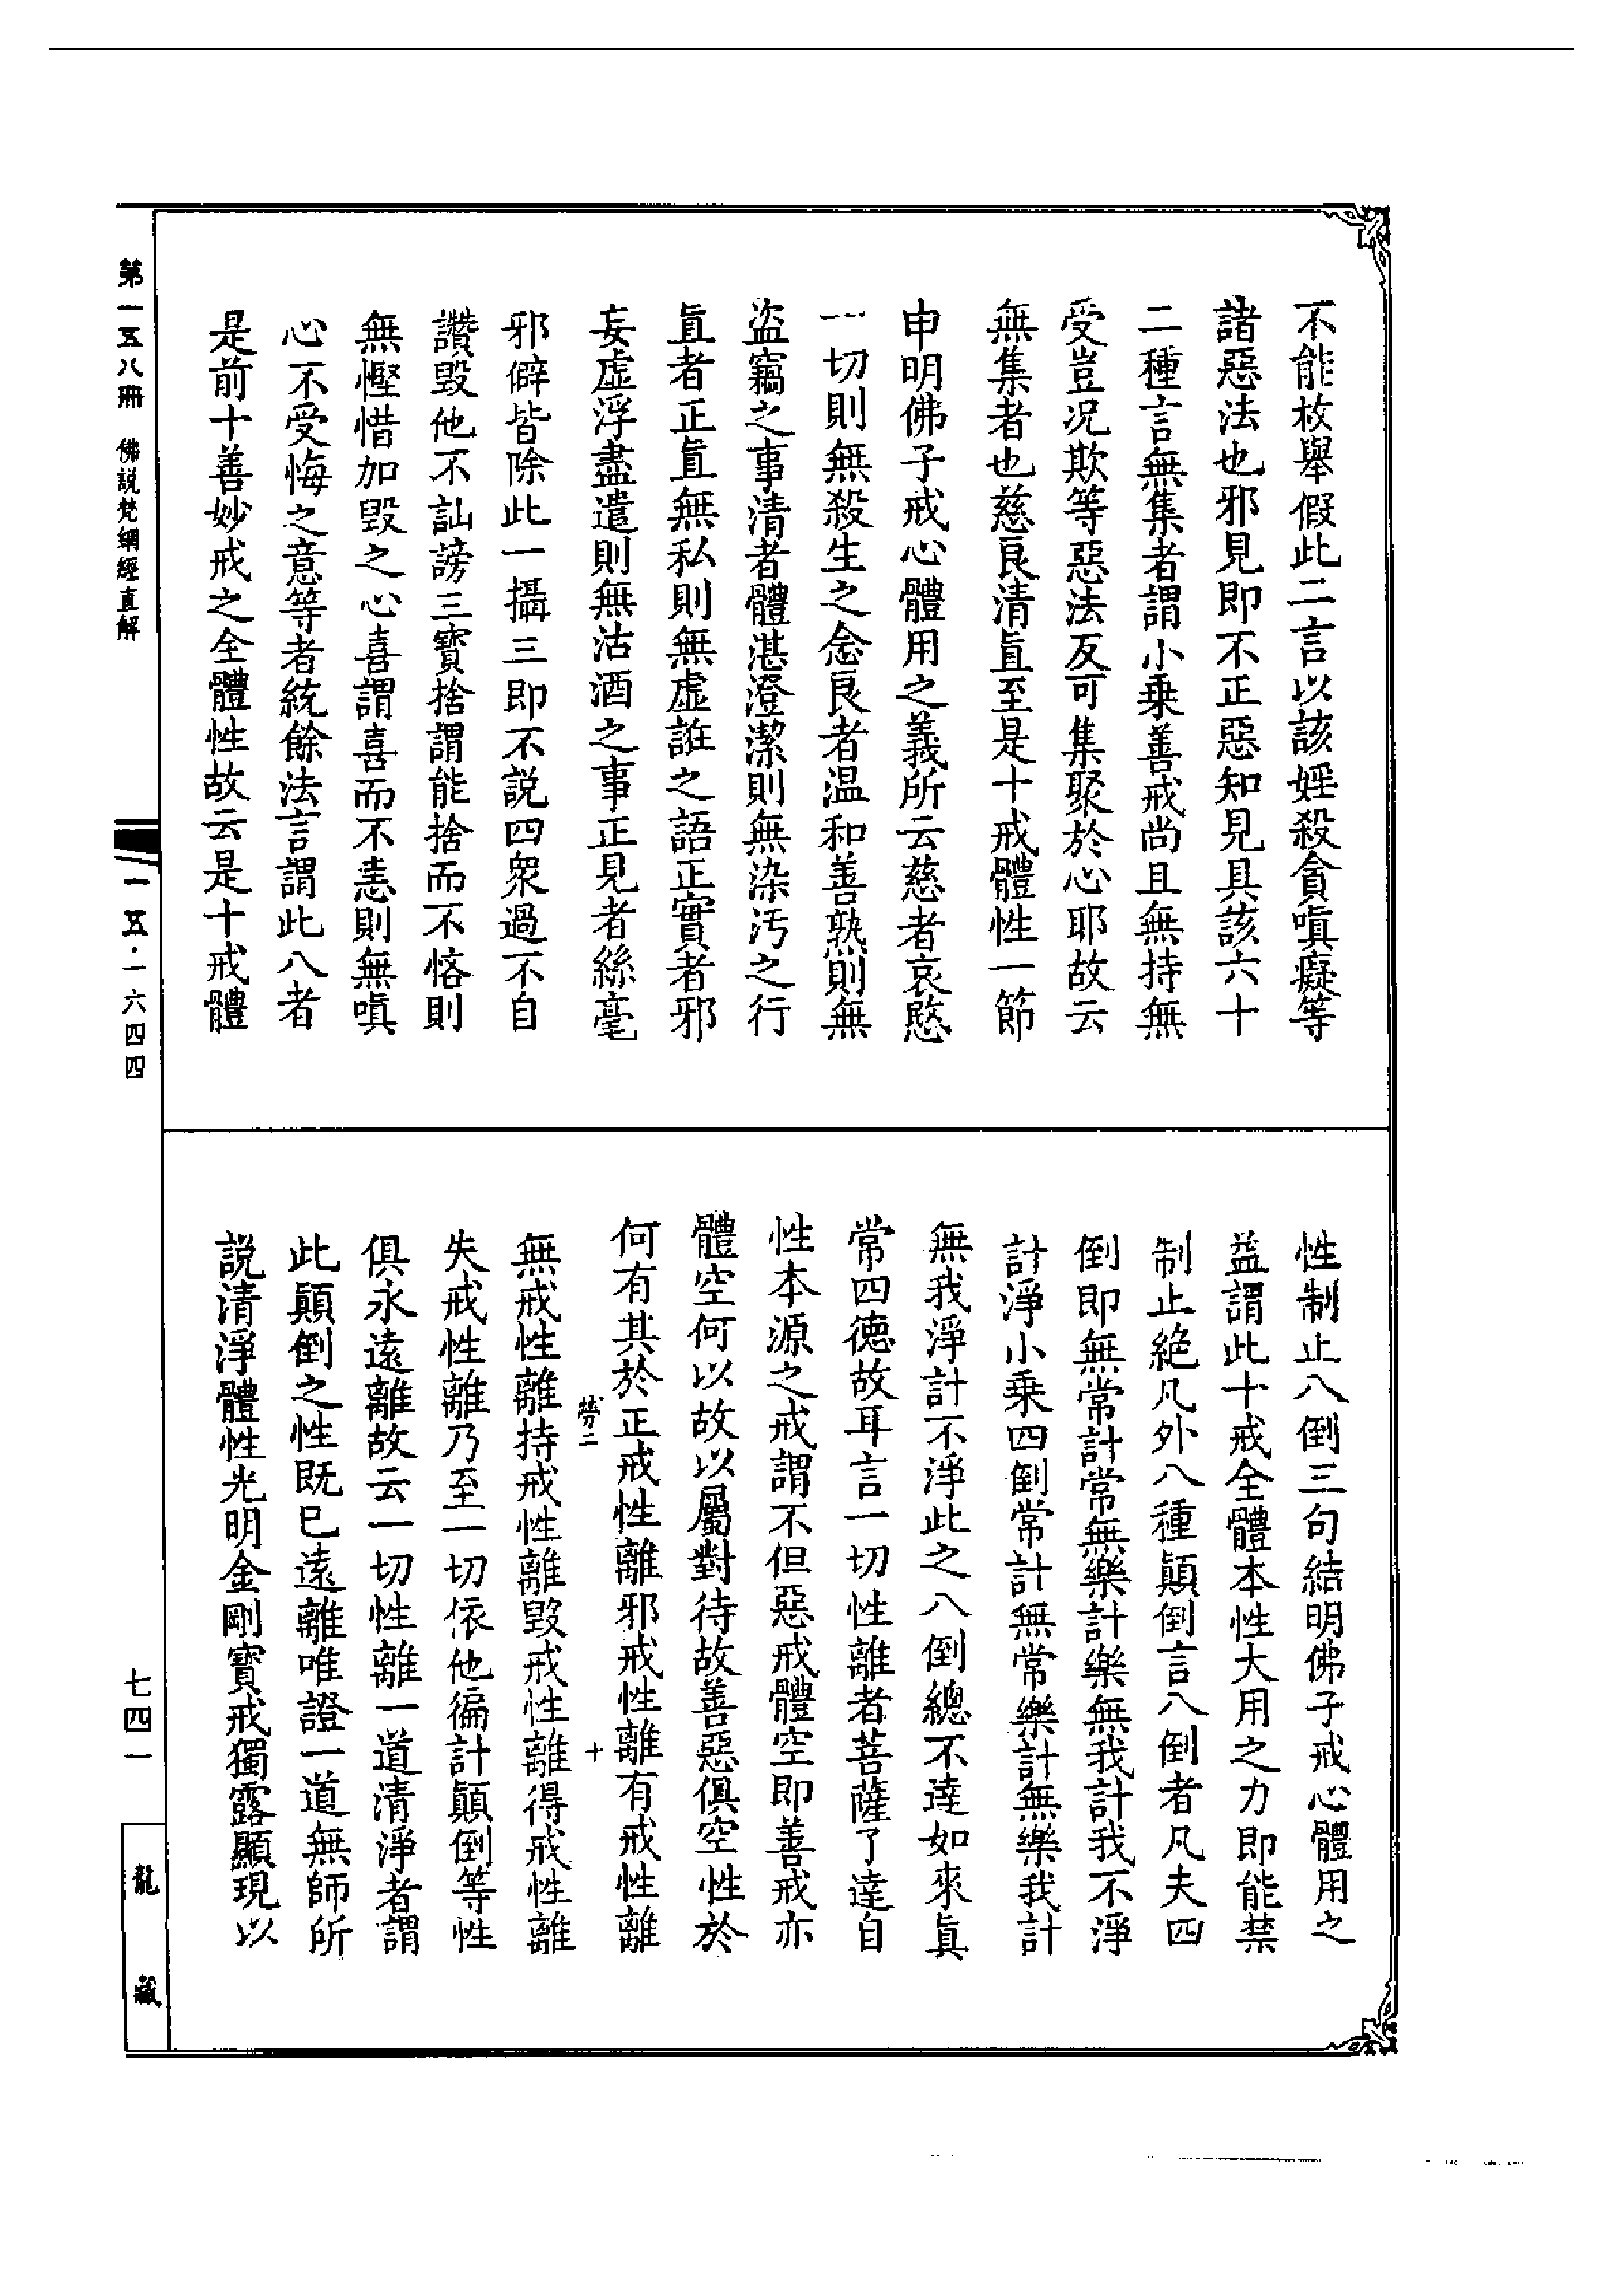 不能枚舉假此二言以該婬殺貪嗔癡等
諸惡法也邪見即不正惡知見具該六十
二種言無集者謂小乗善戒尚且無持無
受豈况欺等惡法反可集聚於心耶故云
無集者也慈良清眞至是十戒體性一節
申明佛子戒心體用之義所云慈者哀愍
一切則無殺生之念良者温和善熟則無
盗竊之事清者體湛澄潔則無染汚之行
直者正直無私則無虚誑之語正實者邪
妄虚浮盡遣則無沽酒之事正見者絲毫
邪僻皆除此一攝三即不説四衆過不自
讚毀他不訕謗三寳捨謂能捨而不悋則
無慳惜加毀之心喜謂喜而不恚則無嗔
心不受悔之意等者統餘法言謂此八者
是前十善妙戒之全體性故云是十戒體
性制止八倒三句結明佛子戒心體用之
益謂此十戒全體本性大用之力即能禁
制止絶凡外八種顚倒言八倒者凡夫四
倒即無常計常無樂計樂無我計我不淨
計淨小乗四倒常計無常樂計無樂我計
無我淨計不淨此之八倒總不達如來眞
常四德故耳言一切性離者菩薩了達自
性本源之戒謂不但惡戒體空即善戒亦
體空何以故以屬對待故善惡俱空性於
何有其於正戒性離邪戒性離有戒性離
勞二 十
無戒性離持戒性離毀戒性離得戒性離
失戒性離乃至一切依他徧計顚倒等性
俱永遠離故云一切性離一道清淨者謂
此顚倒之性既已遠離唯證一道無師所
説清淨體性光明金剛寳戒獨露顯現以
第一五八冊 佛説梵網經直解
一五·一六四四
七四一
龍藏